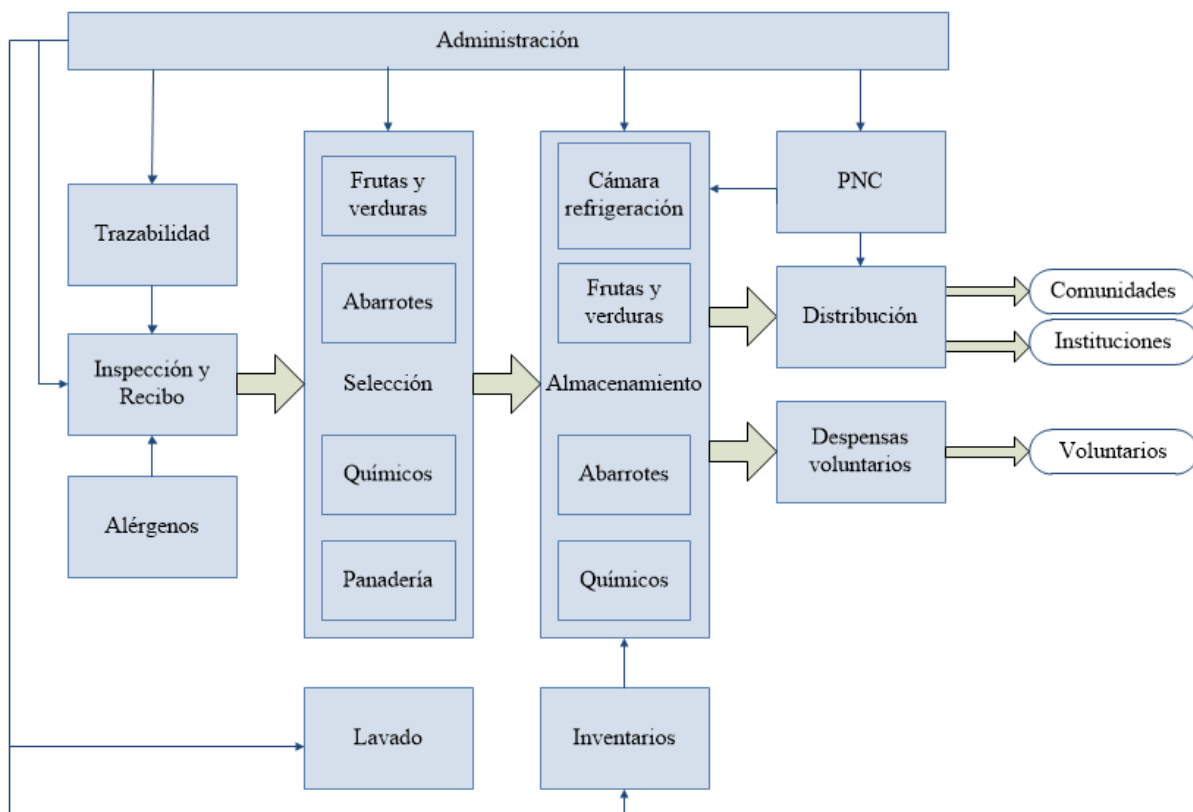 Administración
Trazabilidad
Inspección y
Recibo
Alérgenos
Frutas y
verduras
Abarrotes
Selección
Químicos
Panadería
Lavado
Cámara
refrigeración
Frutas y
verduras
Almacenamiento
Abarrotes
Químicos
Inventarios
PNC
Distribución
Despensas
voluntarios
Comunidades
Instituciones
Voluntarios